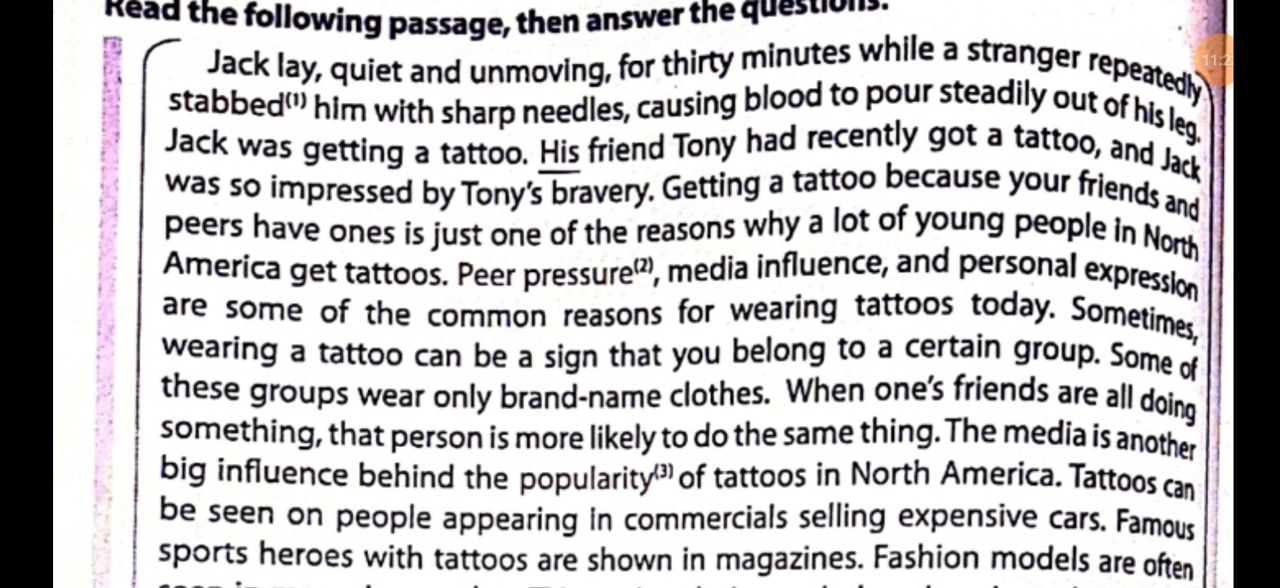 Read the following passage, then answer the questions.
Jack lay, quiet and unmoving, for thirty minutes while a stranger repeatedly
stabbed(1) him with sharp needles, causing blood to pour steadily out of his leg.
Jack was getting a tattoo. His friend Tony had recently got a tattoo, and Jack
was so impressed by Tony's bravery. Getting a tattoo because your friends and
peers have ones is just one of the reasons why a lot of young people in North
America get tattoos. Peer pressure(2), media influence, and personal expression
are some of the common reasons for wearing tattoos today. Sometimes,
wearing a tattoo can be a sign that you belong to a certain group. Some of
these groups wear only brand-name clothes. When one's friends are all doing
something, that person is more likely to do the same thing. The media is another
big influence behind the popularity(3) of tattoos in North America. Tattoos can
be seen on people appearing in commercials selling expensive cars. Famous
sports heroes with tattoos are shown in magazines. Fashion models are often